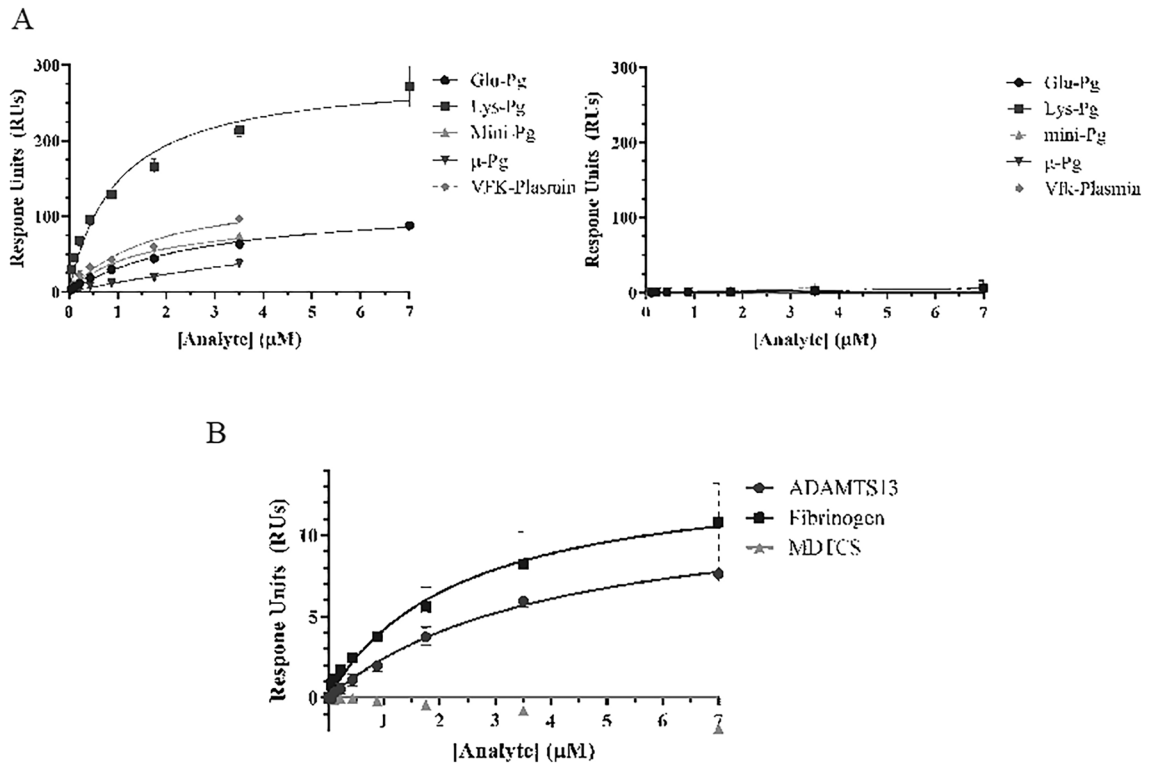 A
300
200
100
0
Respone Units (RUs)
0 1 2 3 4 5 6 7
[Analyte] (μM)
Glu-Pg
Lys-Pg
Mini-Pg
μ-Pg
VFK-Plasmin
300
200
100
0
Respone Units (RUs)
0 1 2 3 4 5 6 7
[Analyte] (μM)
Glu-Pg
Lys-Pg
mini-Pg
μ-Pg
Vfk-Plasmin
B
10
5
0
Respone Units (RUs)
1 2 3 4 5 6 7
[Analyte] (μM)
ADAMTS13
Fibrinogen
MDTCS